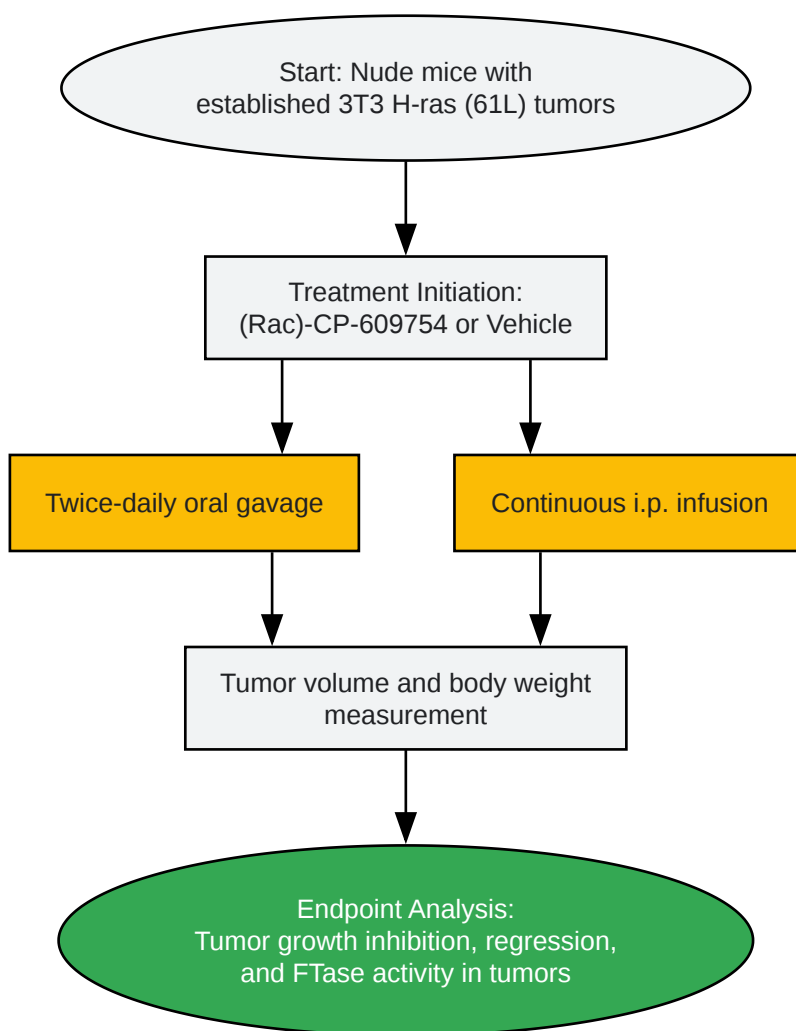 Start: Nude mice with
established 3T3 H-ras (61L) tumors
Treatment Initiation:
(Rac)-CP-609754 or Vehicle
Twice-daily oral gavage
Continuous i.p. infusion
Tumor volume and body weight
measurement
Endpoint Analysis:
Tumor growth inhibition, regression,
and FTase activity in tumors